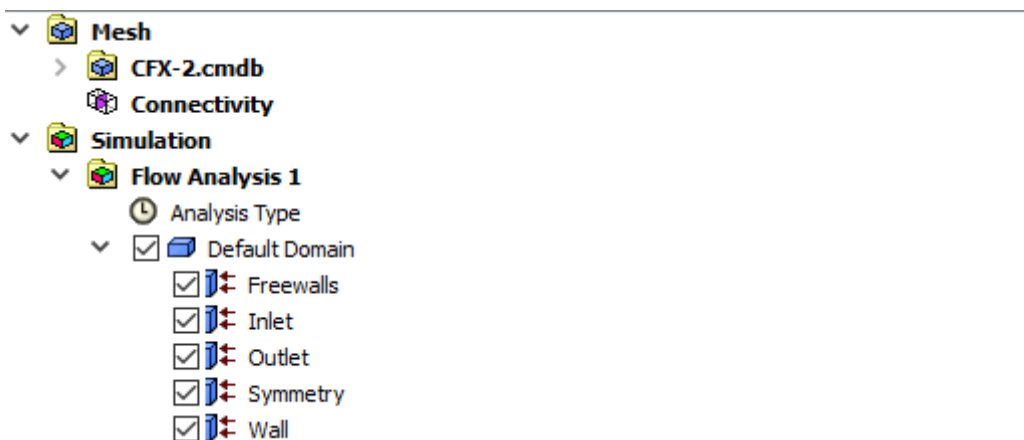 Mesh
CFX-2.cmdb
Connectivity
Simulation
Flow Analysis 1
Analysis Type
Default Domain
Freewalls
Inlet
Outlet
Symmetry
Wall